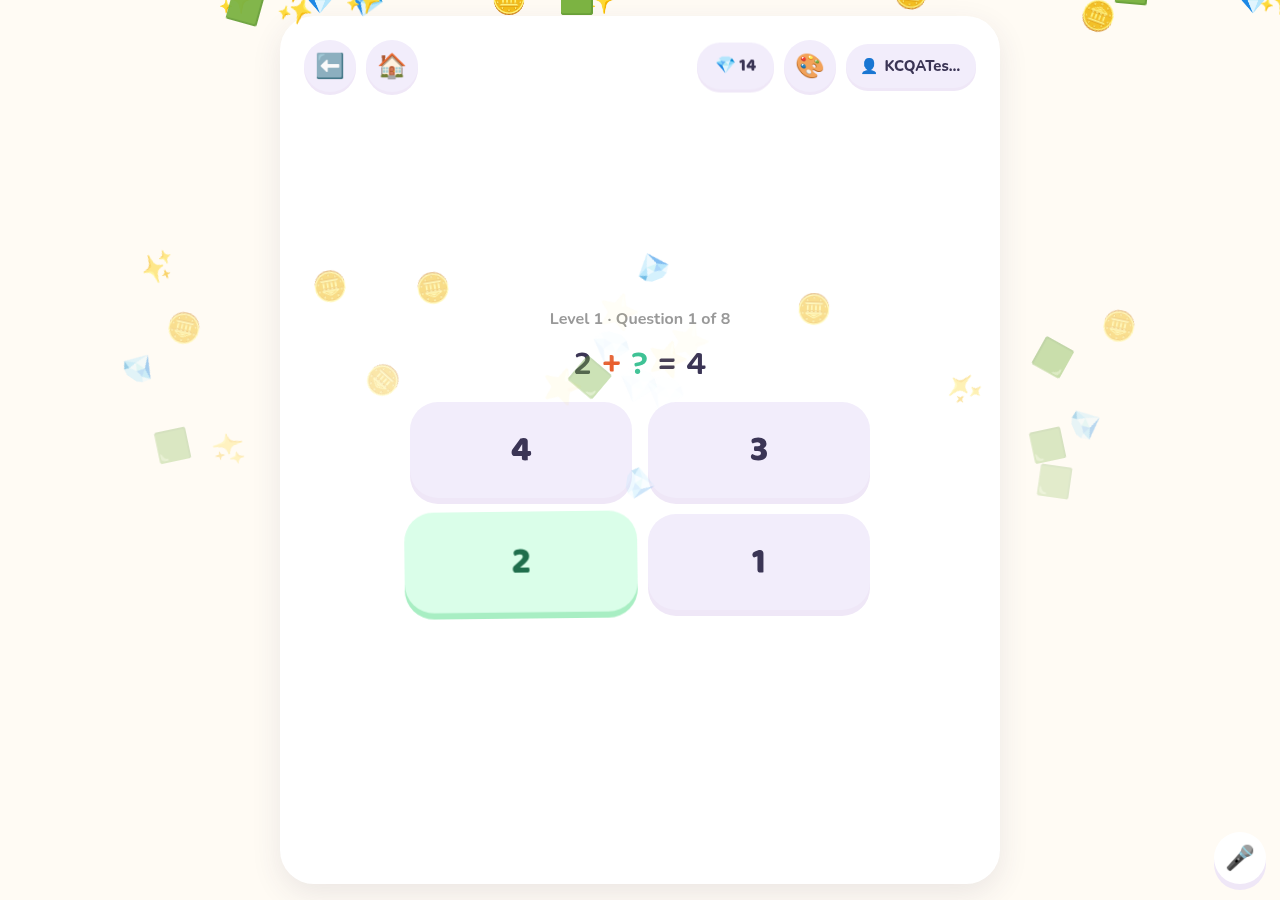 14
KCQATes...
Level 1 · Question 1 of 8
2 + ? = 4
4
3
2
1